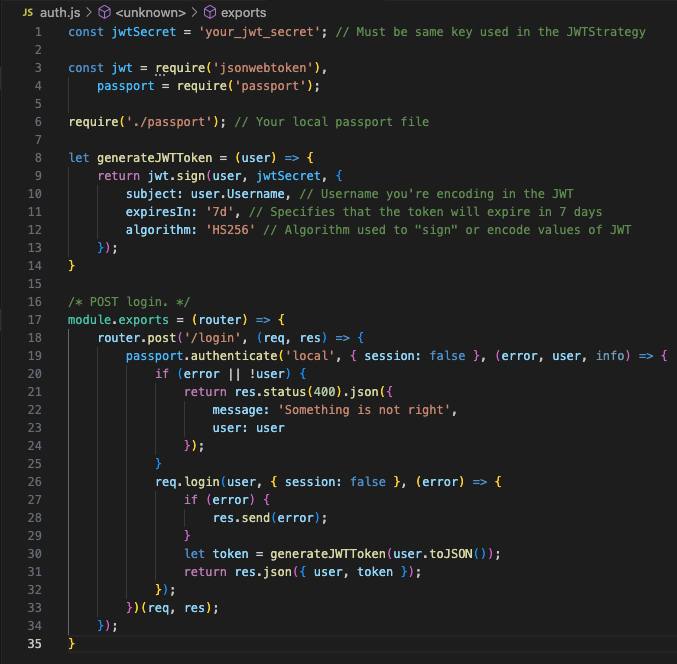 JS auth.js > <unknown> > exports
1 const jwtSecret = 'your_jwt_secret'; // Must be same key used in the JWTStrategy
2
3 const jwt = require('jsonwebtoken'),
4     passport = require('passport');
5
6 require('./passport'); // Your local passport file
7
8 let generateJWTToken = (user) => {
9     return jwt.sign(user, jwtSecret, {
10         subject: user.Username, // Username you're encoding in the JWT
11         expiresIn: '7d', // Specifies that the token will expire in 7 days
12         algorithm: 'HS256' // Algorithm used to "sign" or encode values of JWT
13     });
14 }
15
16 /* POST login. */
17 module.exports = (router) => {
18     router.post('/login', (req, res) => {
19         passport.authenticate('local', { session: false }, (error, user, info) => {
20             if (error || !user) {
21                 return res.status(400).json({
22                     message: 'Something is not right',
23                     user: user
24                 });
25             }
26             req.login(user, { session: false }, (error) => {
27                 if (error) {
28                     res.send(error);
29                 }
30                 let token = generateJWTToken(user.toJSON());
31                 return res.json({ user, token });
32             });
33         })(req, res);
34     });
35 }